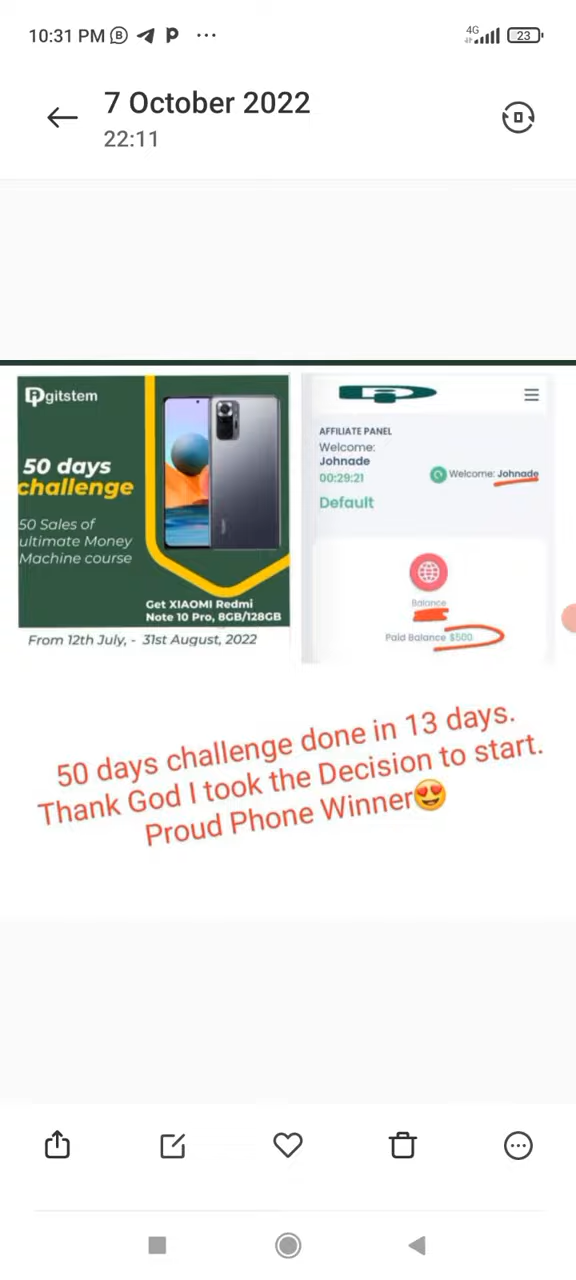 10:31 PM
4G
23
7 October 2022
22:11
Digitstem
50 days
challenge
50 Sales of
ultimate Money
Machine course
Get XIAOMI Redmi
Note 10 Pro, 8GB/128GB
From 12th July, - 31st August, 2022
AFFILIATE PANEL
Welcome:
Johnade
00:29:21
Welcome: Johnade
Default
Balance
Paid Balance $500
50 days challenge done in 13 days.
Thank God I took the Decision to start.
Proud Phone Winner😍